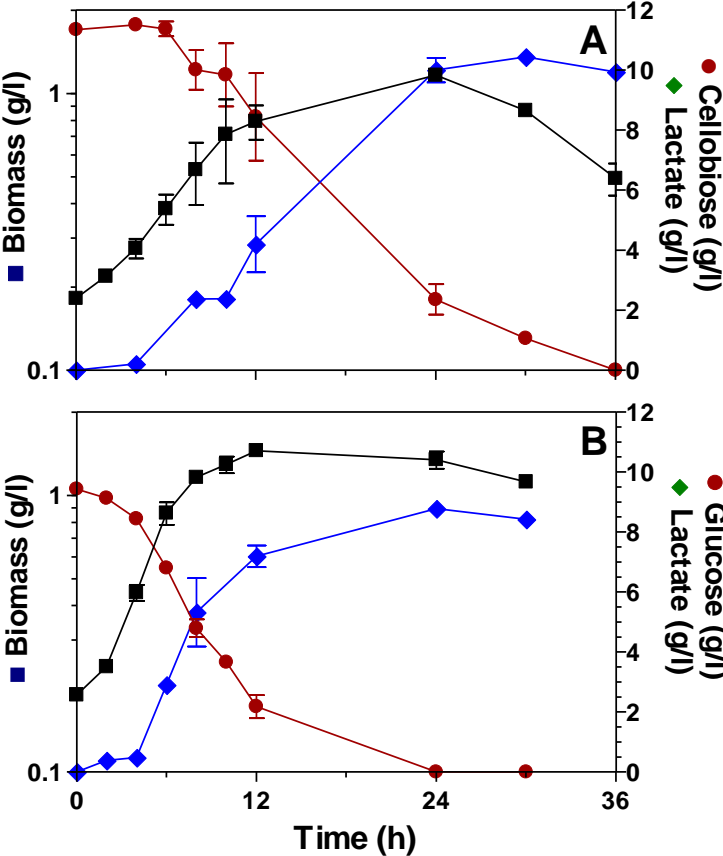 A
12
10
8
6
4
2
0
1
0.1
Biomass (g/l)
Cellobiose (g/l)
Lactate (g/l)
B
12
10
8
6
4
2
0
1
0.1
Biomass (g/l)
Glucose (g/l)
Lactate (g/l)
0 12 24 36
Time (h)